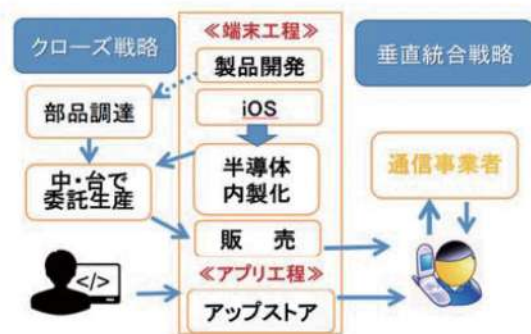 クローズ戦略
≪端末工程≫
垂直統合戦略
製品開発
部品調達
iOS
半導体
内製化
中・台で
委託生産
通信事業者
販　売
≪アプリ工程≫
</>
アップストア